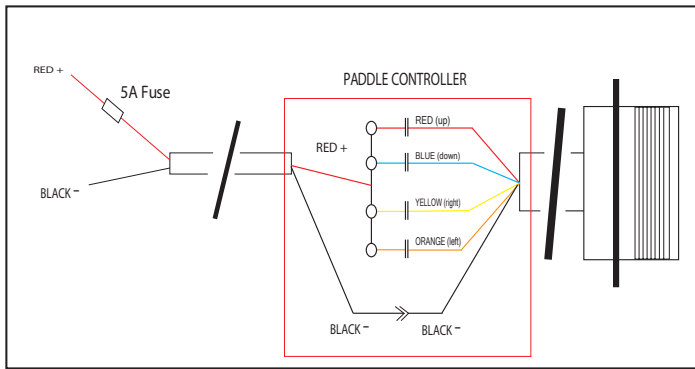 RED +
5A Fuse
BLACK –
PADDLE CONTROLLER
RED +
RED (up)
BLUE (down)
YELLOW (right)
ORANGE (left)
BLACK –
BLACK –